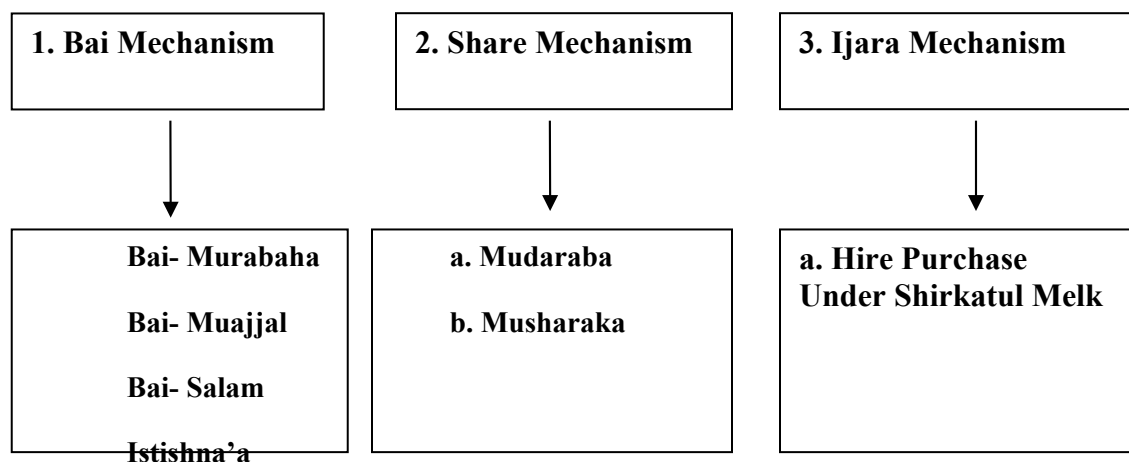 1. Bai Mechanism
2. Share Mechanism
3. Ijara Mechanism
Bai- Murabaha
Bai- Muajjal
Bai- Salam
Istishna’a
a. Mudaraba
b. Musharaka
a. Hire Purchase
Under Shirkatul Melk